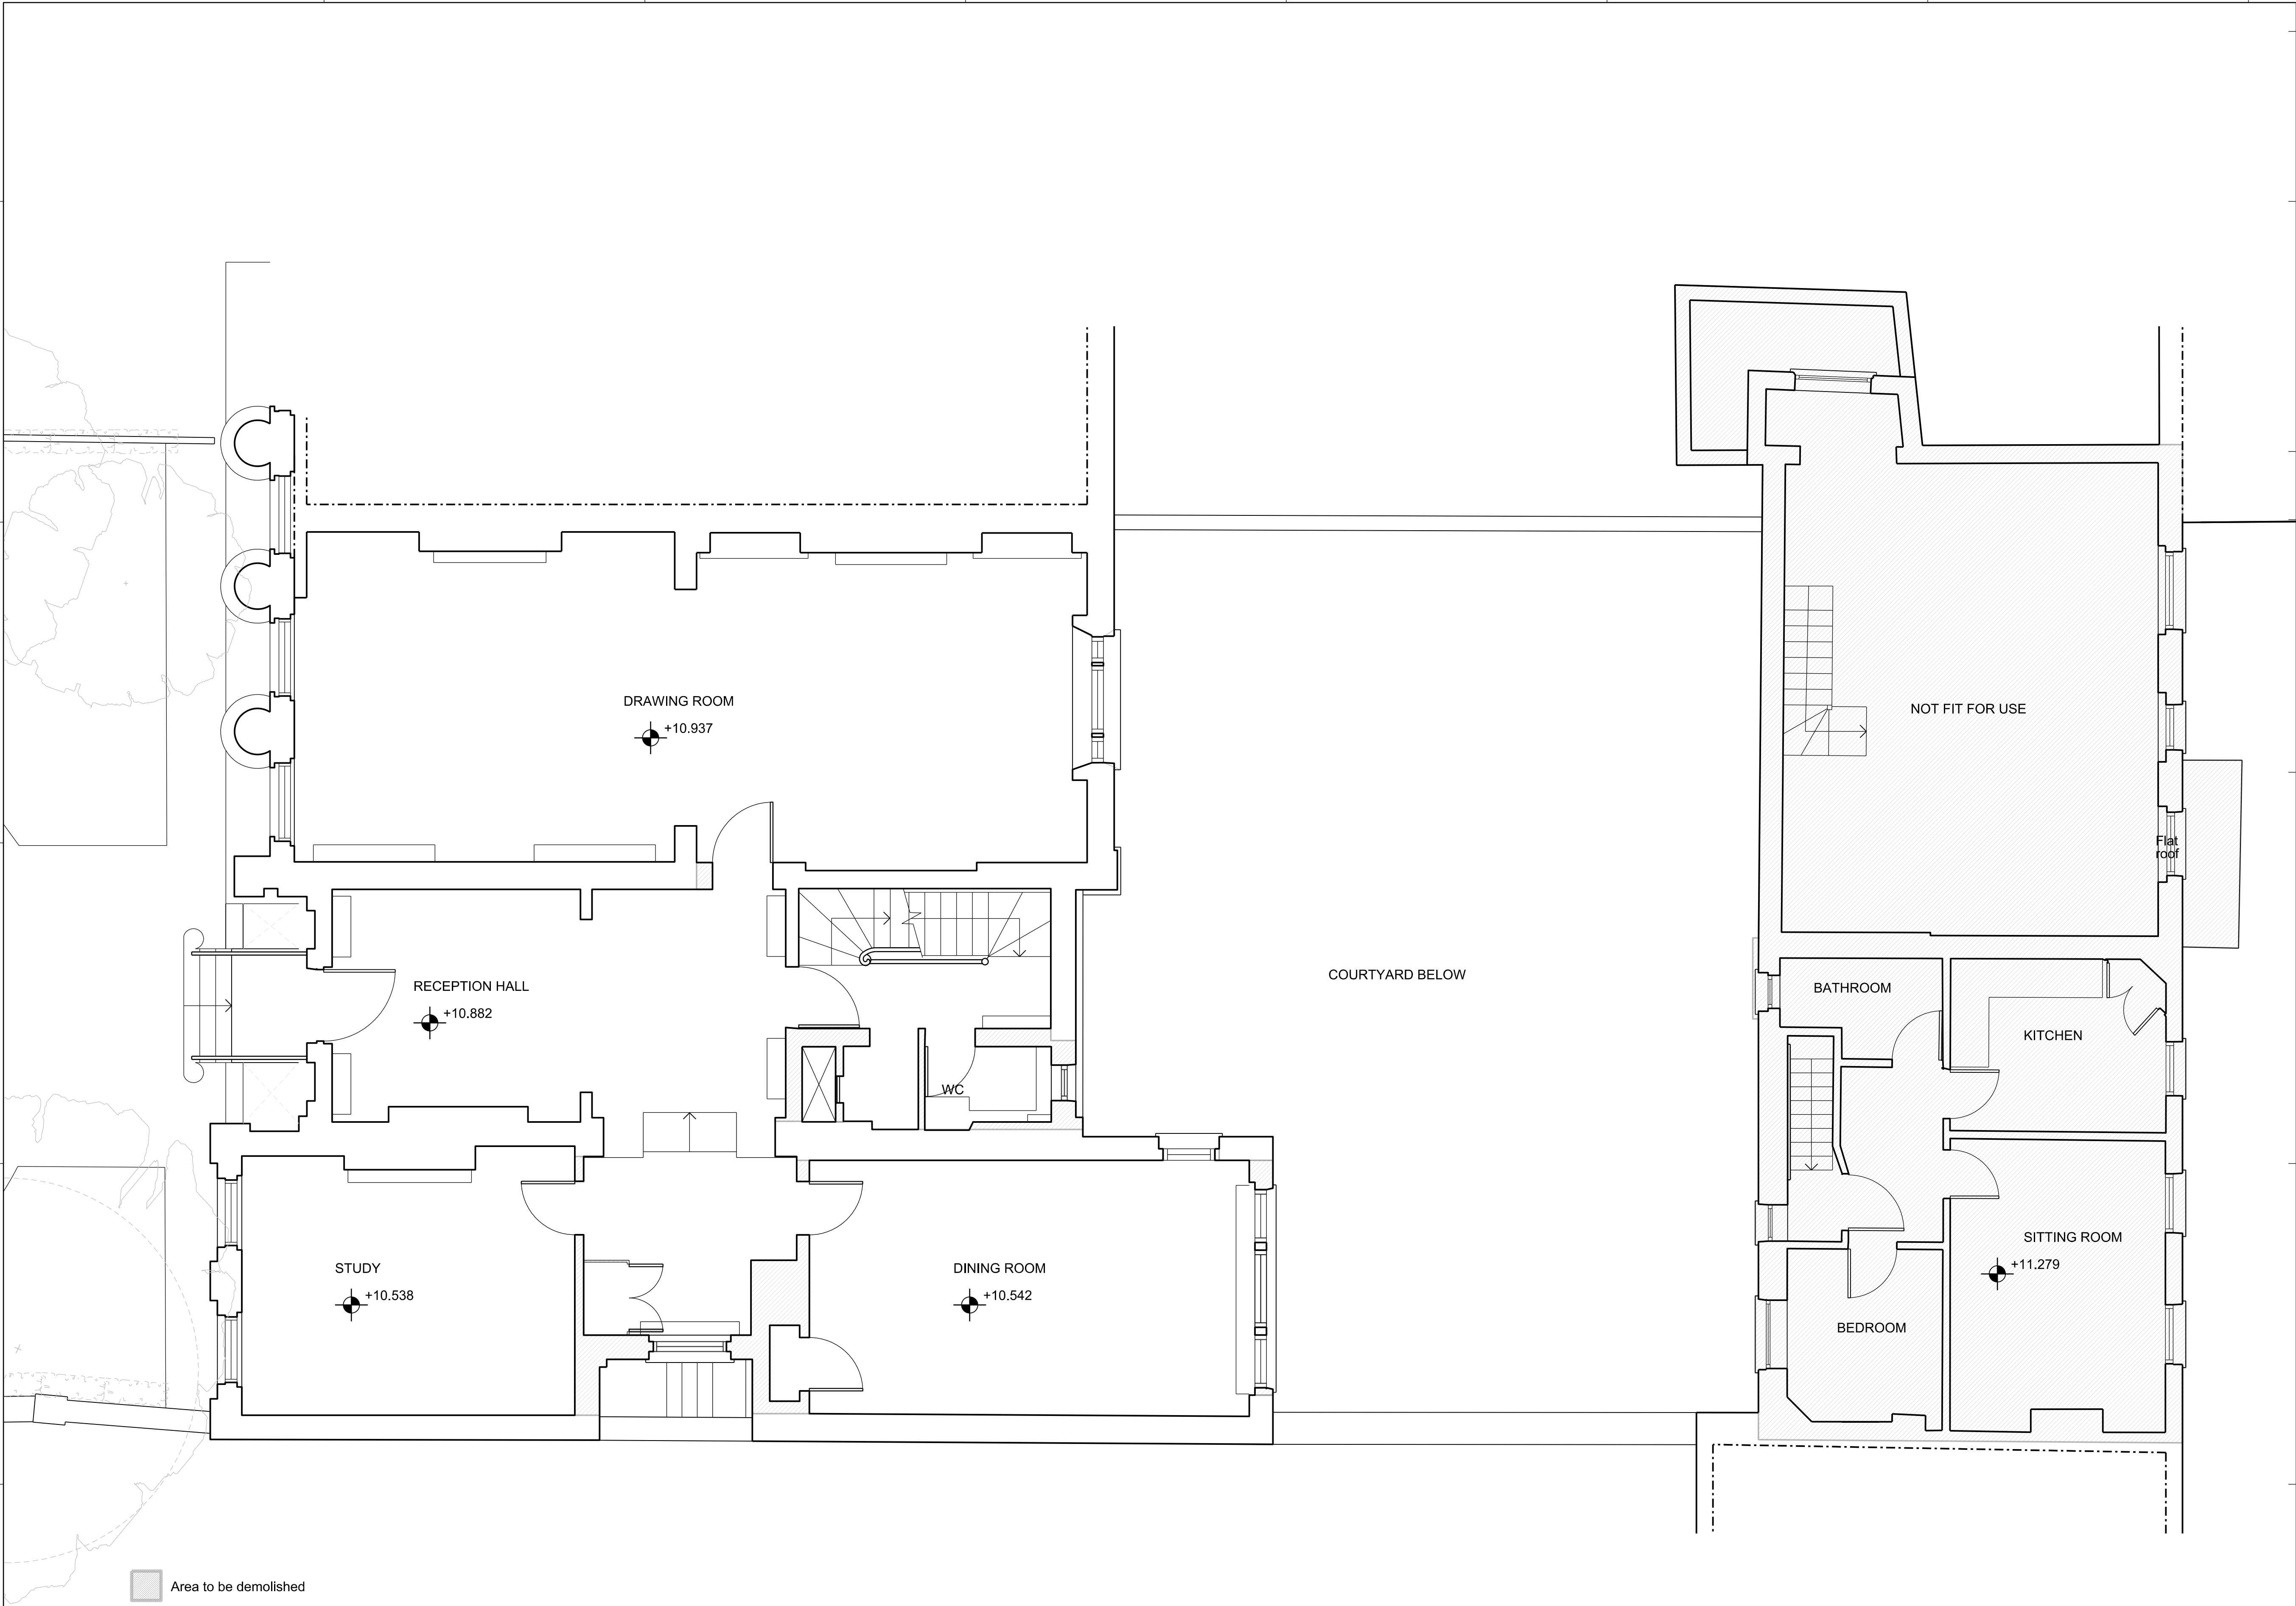 DRAWING ROOM
+10.937
NOT FIT FOR USE
Flat
roof
RECEPTION HALL
+10.882
COURTYARD BELOW
BATHROOM
KITCHEN
WC
STUDY
+10.538
DINING ROOM
+10.542
SITTING ROOM
+11.279
BEDROOM
Area to be demolished